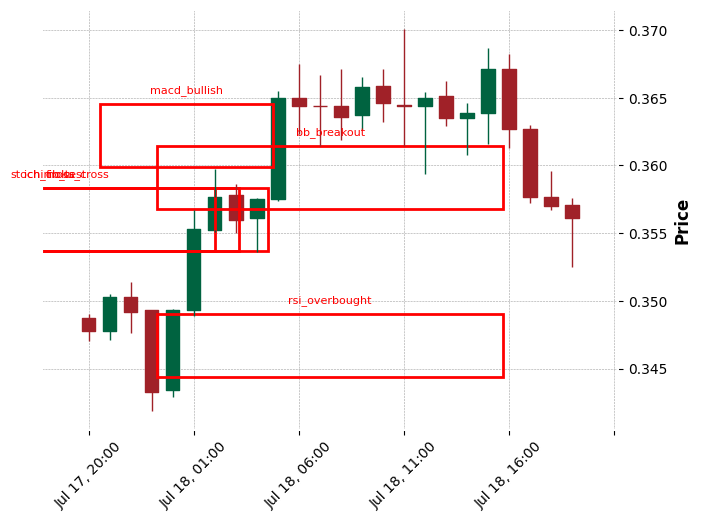 0.370
macd_bullish
0.365
bb_breakout
0.360
0.355
Price
rsi_overbought
0.350
0.345
Jul 17, 20:00
Jul 18, 01:00
Jul 18, 06:00
Jul 18, 11:00
Jul 18, 16:00